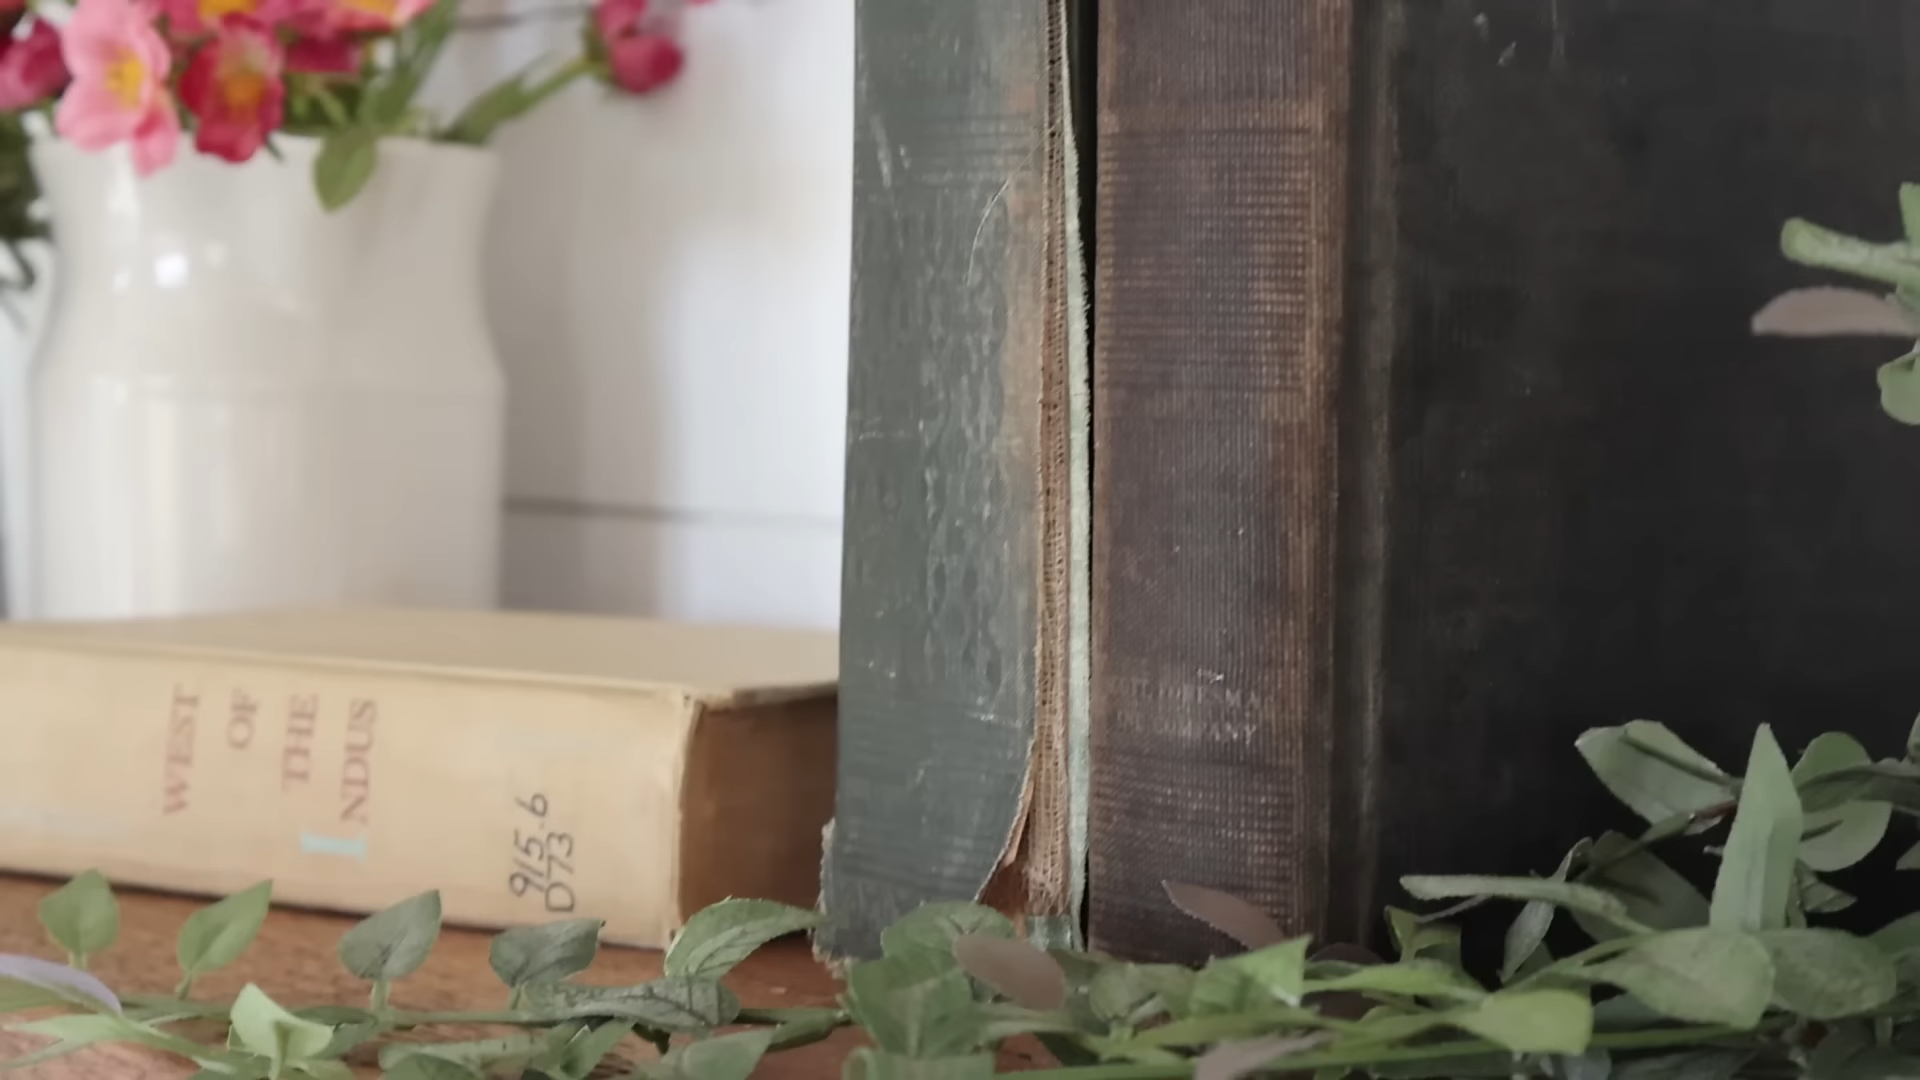 WEST
OF
THE
INDUS
915.6
D73